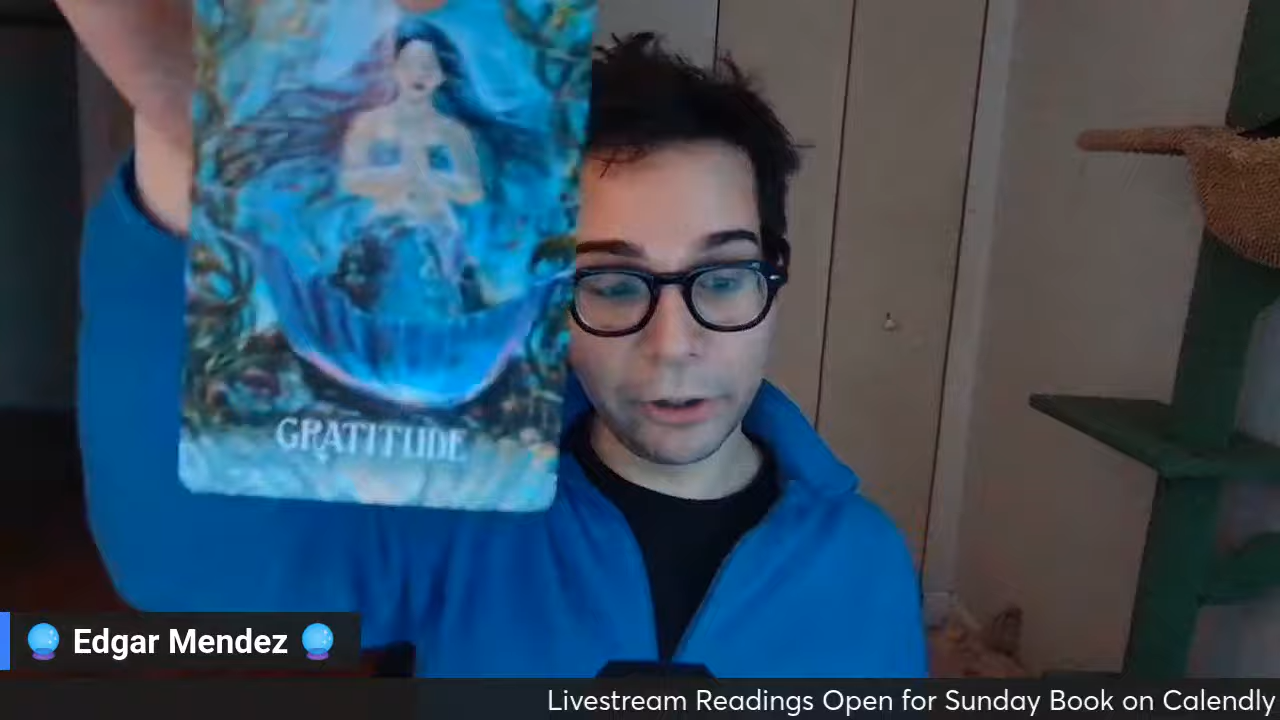 GRATITUDE
🔮 Edgar Mendez 🔮
Livestream Readings Open for Sunday Book on Calendly